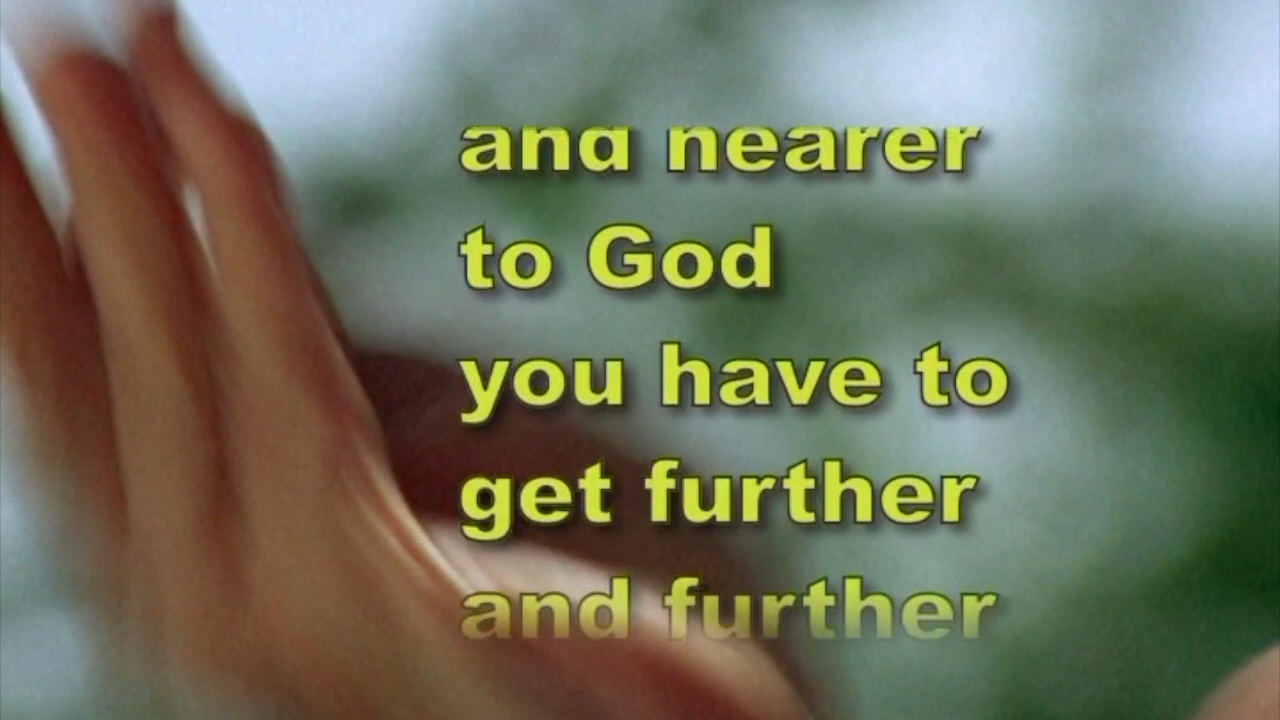 and nearer
to God
you have to
get further
and further